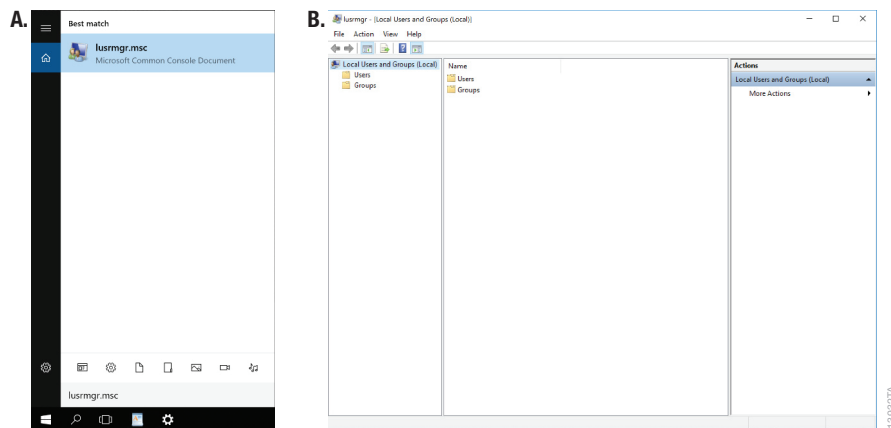 A.
Best match
lusrmgr.msc
Microsoft Common Console Document
lusrmgr.msc
B.
lusrmgr - [Local Users and Groups (Local)]
File Action View Help
Local Users and Groups (Local)
Users
Groups
Name
Users
Groups
Actions
Local Users and Groups (Local)
More Actions